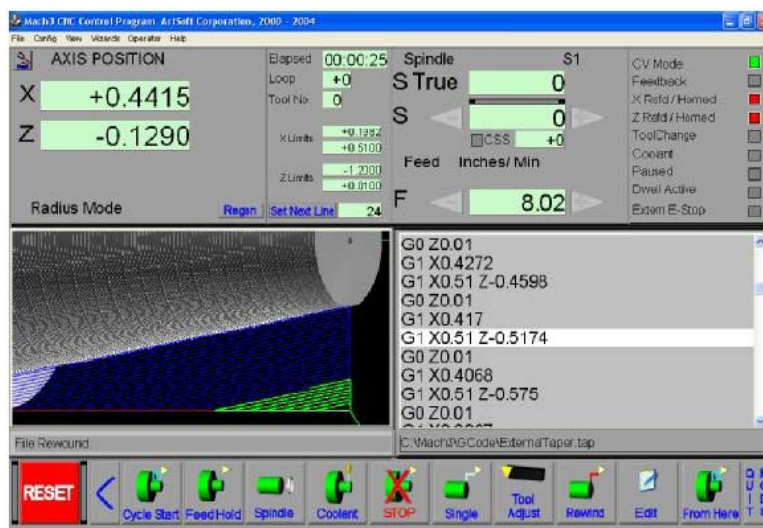 Mach3 CNC Control Program. ArtSoft Corporation, 2000 - 2004
File Config View Wizards Operator Help
AXIS POSITION
X +0.4415
Z -0.1290
Radius Mode
Regen
Elapsed 00:00:25
Loop +0
Tool No. 0
X Limits +0.1982
+0.5100
Z Limits -1.2000
+0.0100
Set Next Line 24
Spindle S1
S True 0
S 0
CSS +0
Feed Inches/ Min
F 8.02
CV Mode
Feedback
X Refd / Homed
Z Refd / Homed
ToolChange
Coolant
Paused
Dwell Active
Extern E-Stop
G0 Z0.01
G1 X0.4272
G1 X0.51 Z-0.4598
G0 Z0.01
G1 X0.417
G1 X0.51 Z-0.5174
G0 Z0.01
G1 X0.4068
G1 X0.51 Z-0.575
G0 Z0.01
File Rewound.
C:\Mach3\GCode\ExternalTaper.tap
RESET
Cycle Start
Feed Hold
Spindle
Coolent
STOP
Single
Tool Adjust
Rewind
Edit
From Here